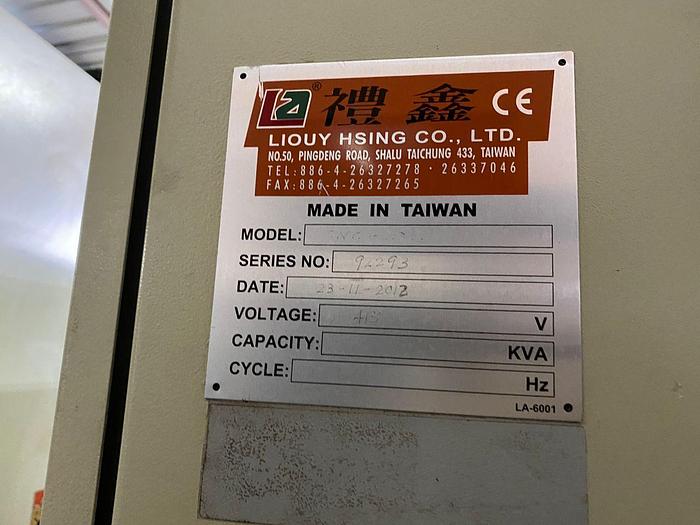 LA® 禮鑫 CE
LIOUY HSING CO., LTD.
NO.50, PINGDENG ROAD, SHALU TAICHUNG 433, TAIWAN
TEL:886-4-26327278 · 26337046
FAX:886-4-26327265
MADE IN TAIWAN
MODEL:
SERIES NO: 92293
DATE: 23-11-2012
VOLTAGE: 415 V
CAPACITY: KVA
CYCLE: Hz
LA-6001